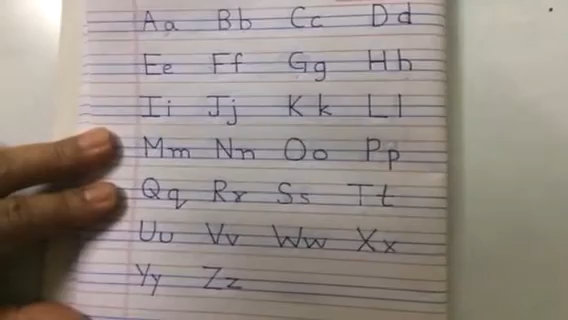 Aa Bb Cc Dd
Ee Ff Gg Hh
Ii Jj Kk Ll
Mm Nn Oo Pp
Qq Rr Ss Tt
Uu Vv Ww Xx
Yy Zz